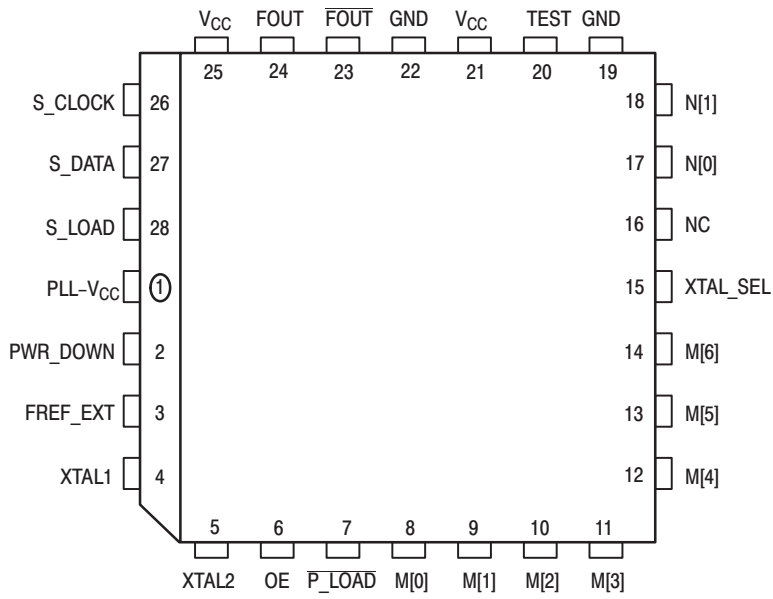 VCC FOUT FOUT GND VCC TEST GND
25 24 23 22 21 20 19
S_CLOCK 26 18 N[1]
S_DATA 27 17 N[0]
S_LOAD 28 16 NC
PLL–VCC 1 15 XTAL_SEL
PWR_DOWN 2 14 M[6]
FREF_EXT 3 13 M[5]
XTAL1 4 12 M[4]
5 6 7 8 9 10 11
XTAL2 OE P_LOAD M[0] M[1] M[2] M[3]